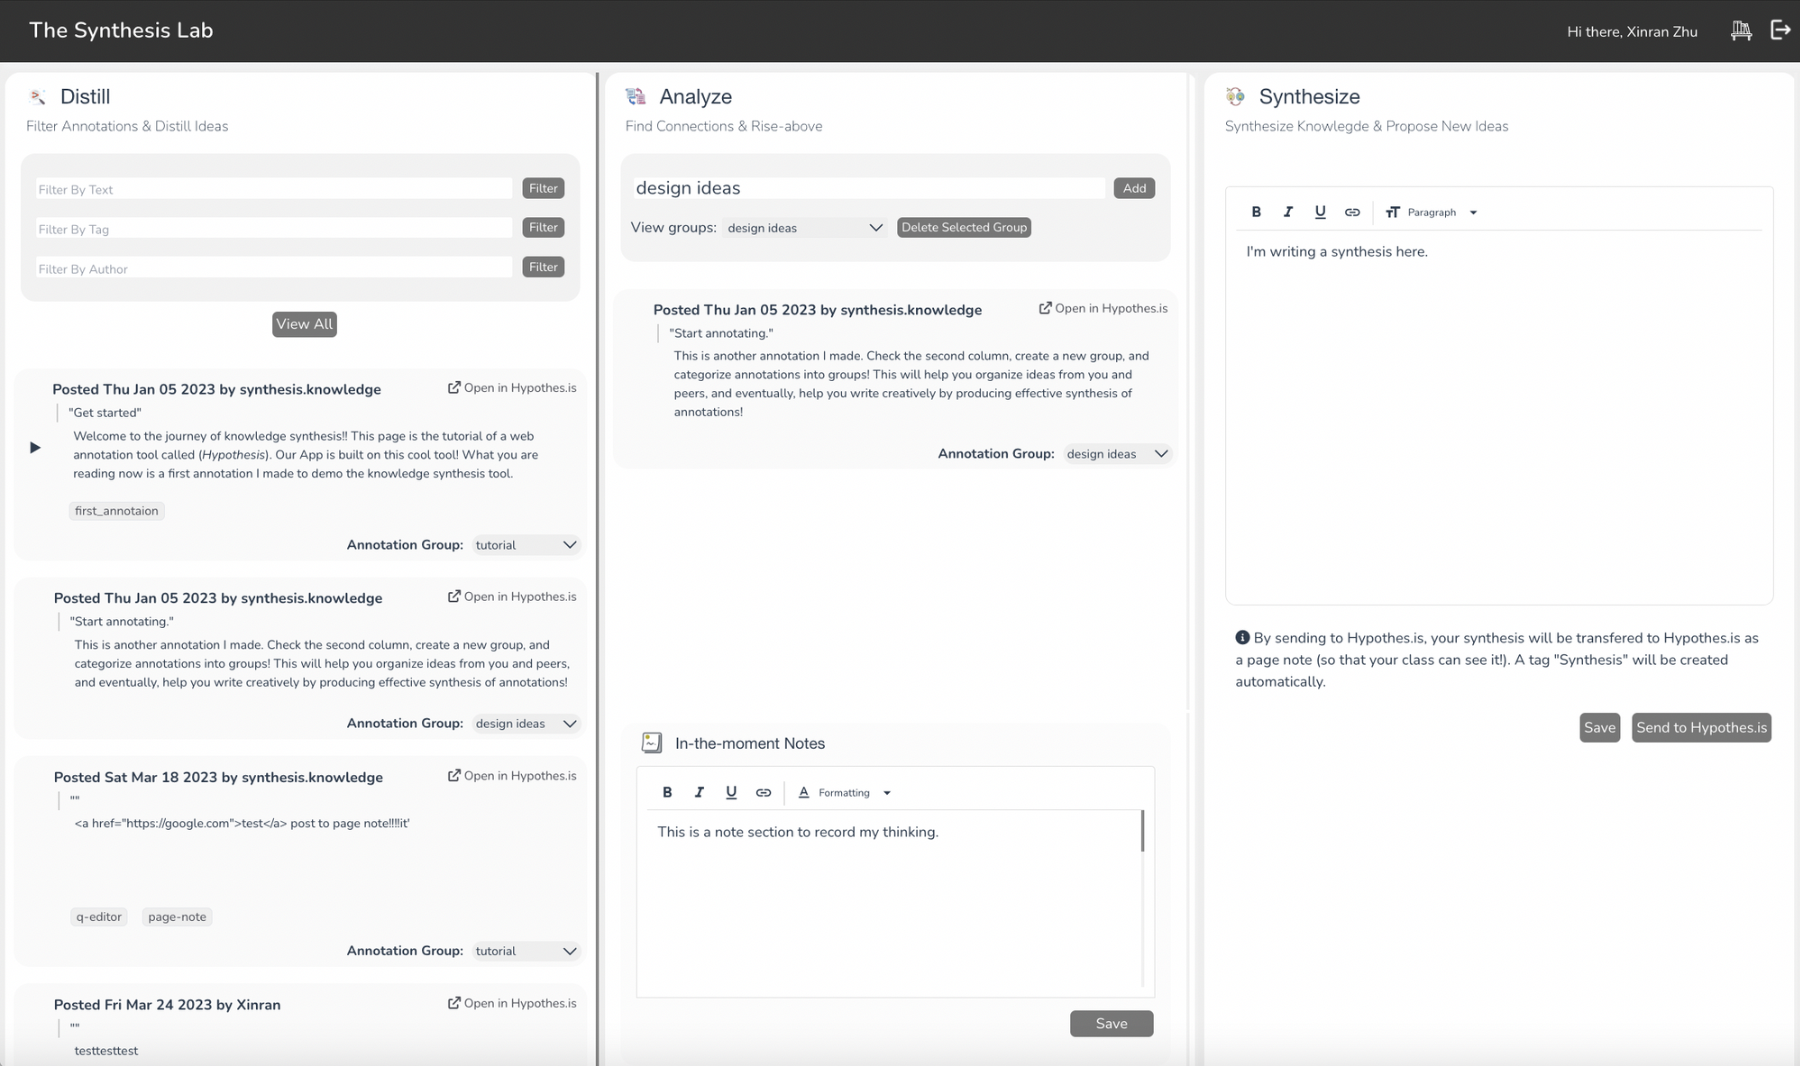 The Synthesis Lab
Hi there, Xinran Zhu
Distill
Filter Annotations & Distill Ideas
Filter By Text
Filter
Filter By Tag
Filter
Filter By Author
Filter
View All
Posted Thu Jan 05 2023 by synthesis.knowledge
Open in Hypothes.is
"Get started"
Welcome to the journey of knowledge synthesis!! This page is the tutorial of a web
annotation tool called (Hypothesis). Our App is built on this cool tool! What you are
reading now is a first annotation I made to demo the knowledge synthesis tool.
first_annotaion
Annotation Group: tutorial
Posted Thu Jan 05 2023 by synthesis.knowledge
Open in Hypothes.is
"Start annotating."
This is another annotation I made. Check the second column, create a new group, and
categorize annotations into groups! This will help you organize ideas from you and peers,
and eventually, help you write creatively by producing effective synthesis of annotations!
Annotation Group: design ideas
Posted Sat Mar 18 2023 by synthesis.knowledge
Open in Hypothes.is
""
<a href="https://google.com">test</a> post to page note!!!!it'
q-editor page-note
Annotation Group: tutorial
Posted Fri Mar 24 2023 by Xinran
Open in Hypothes.is
""
testtesttest
Analyze
Find Connections & Rise-above
design ideas
Add
View groups: design ideas
Delete Selected Group
Posted Thu Jan 05 2023 by synthesis.knowledge
Open in Hypothes.is
"Start annotating."
This is another annotation I made. Check the second column, create a new group, and
categorize annotations into groups! This will help you organize ideas from you and
peers, and eventually, help you write creatively by producing effective synthesis of
annotations!
Annotation Group: design ideas
In-the-moment Notes
B I U A Formatting
This is a note section to record my thinking.
Save
Synthesize
Synthesize Knowlegde & Propose New Ideas
B I U TT Paragraph
I'm writing a synthesis here.
By sending to Hypothes.is, your synthesis will be transfered to Hypothes.is as
a page note (so that your class can see it!). A tag "Synthesis" will be created
automatically.
Save
Send to Hypothes.is